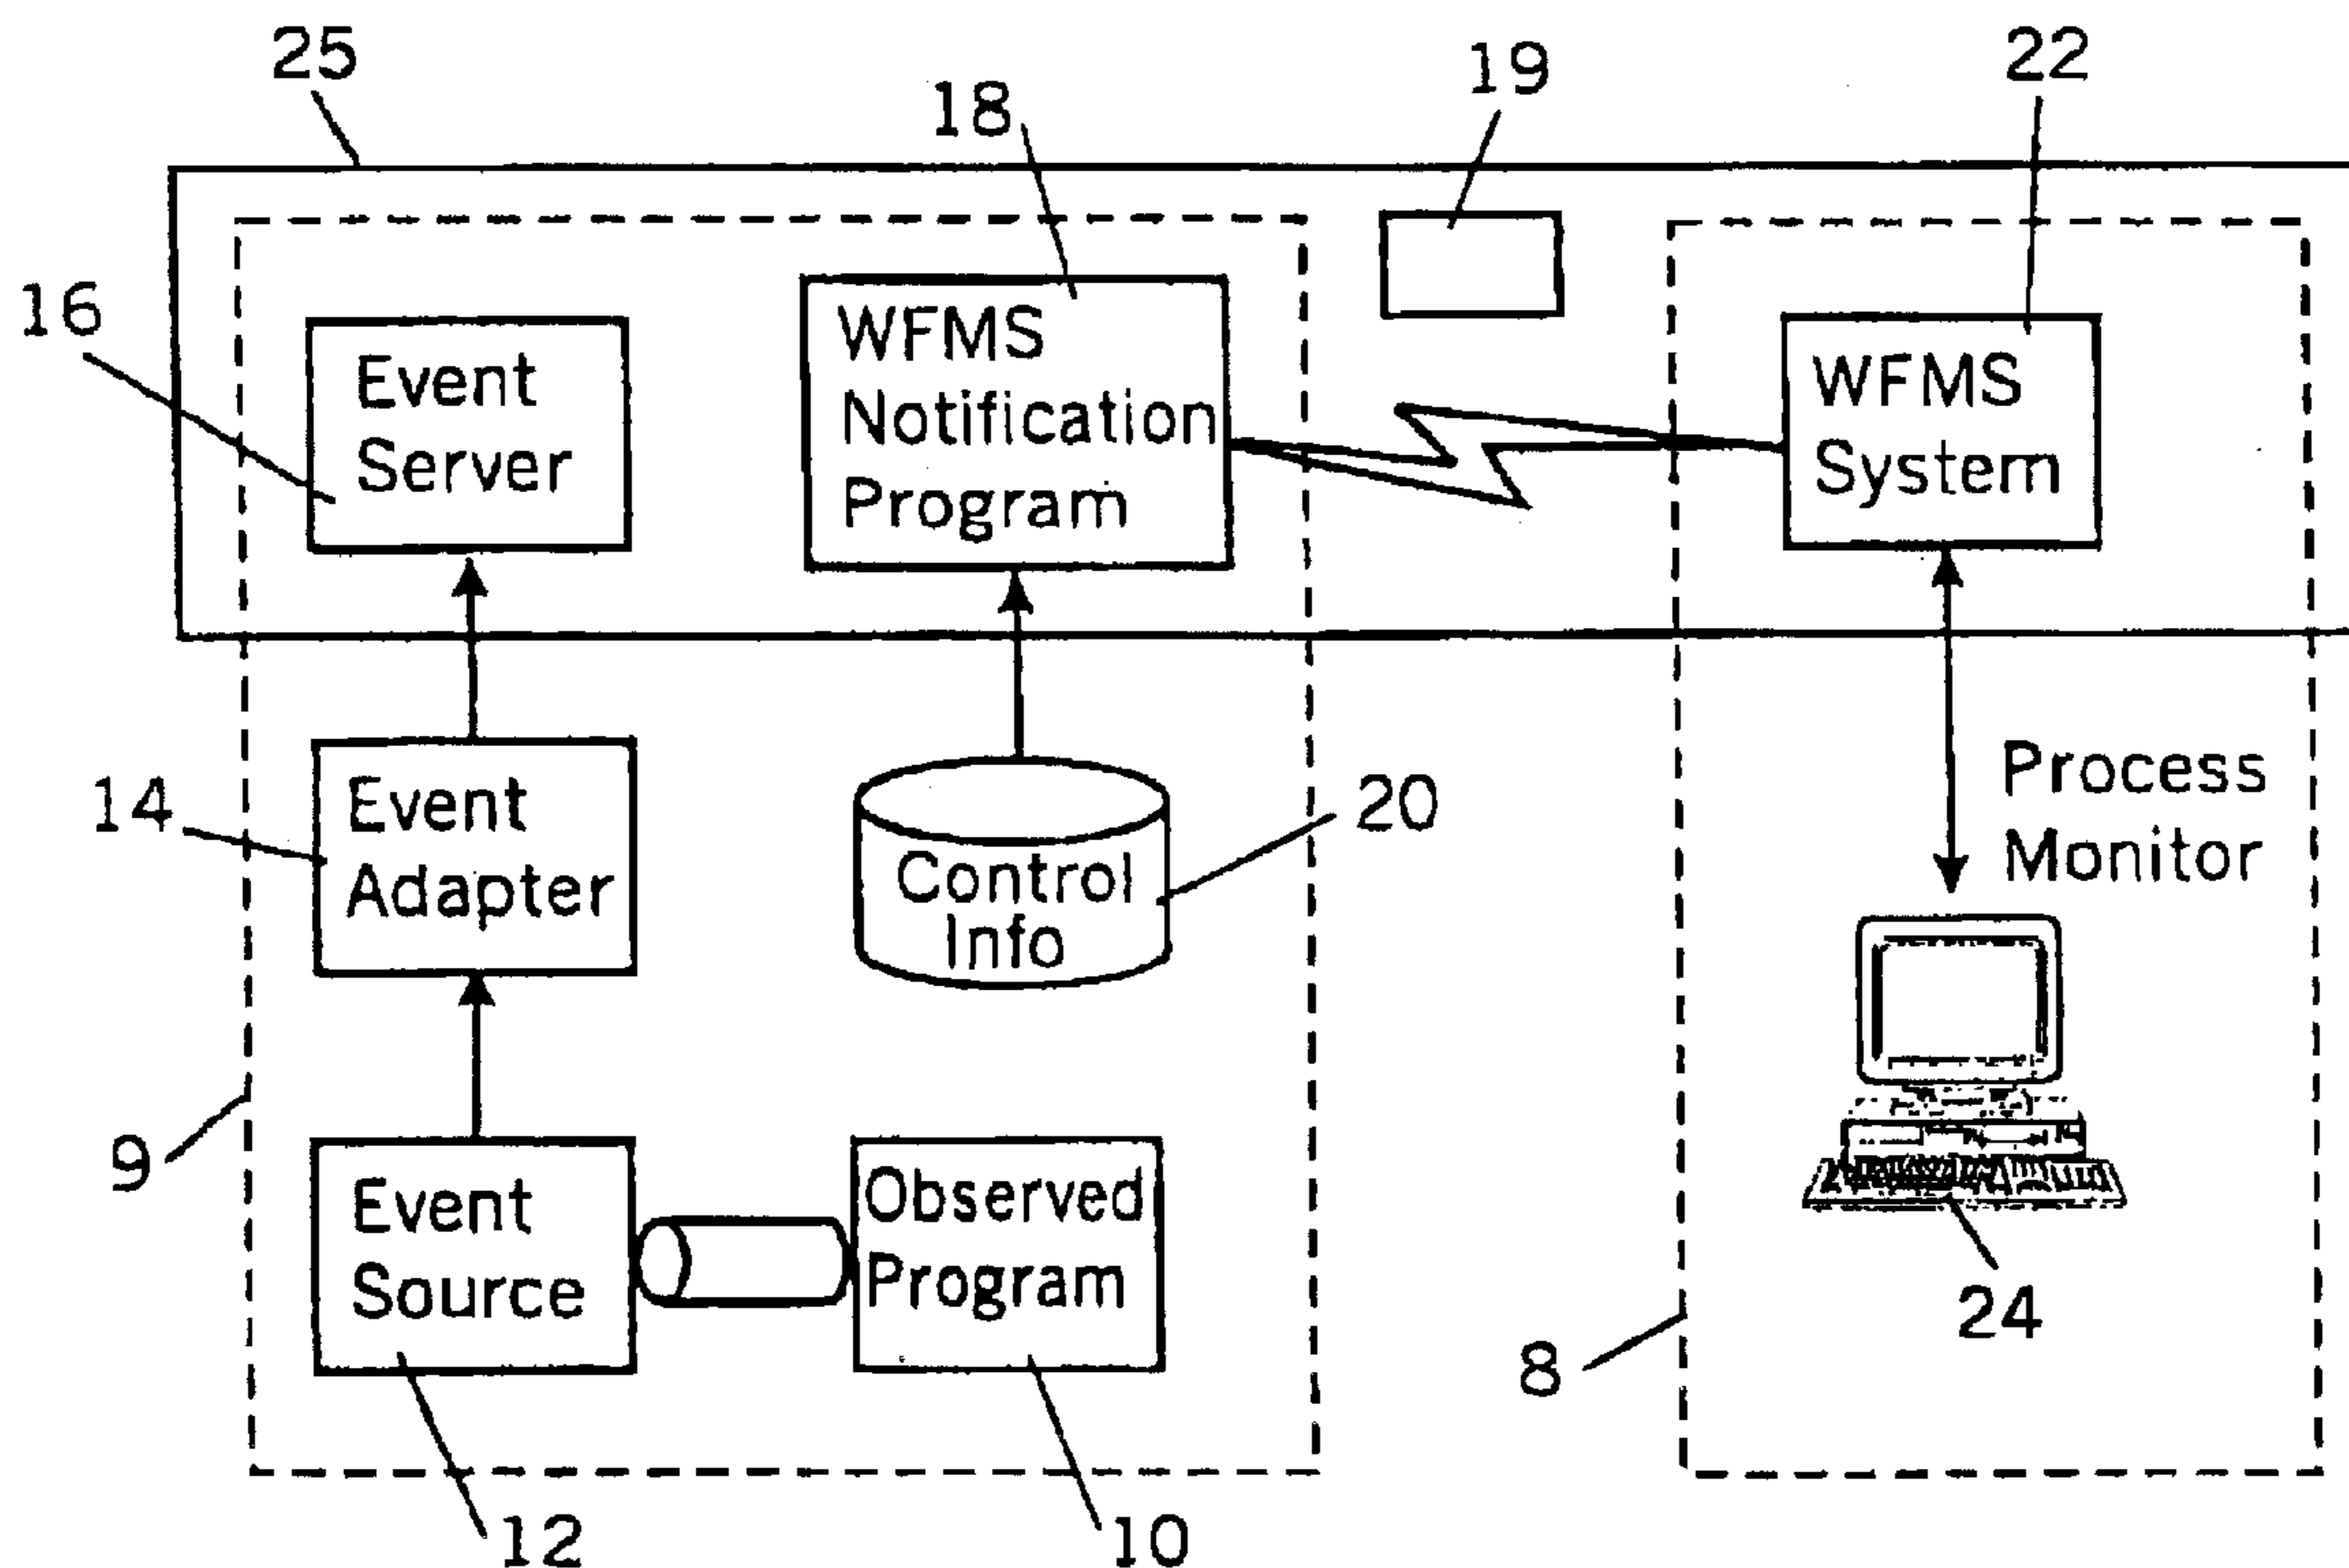 25
19
22
18
16
Event
Server
WFMS
Notification
Program
WFMS
System
14
Event
Adapter
Control
Info
20
Process
Monitor
9
Event
Source
Observed
Program
8
24
12
10